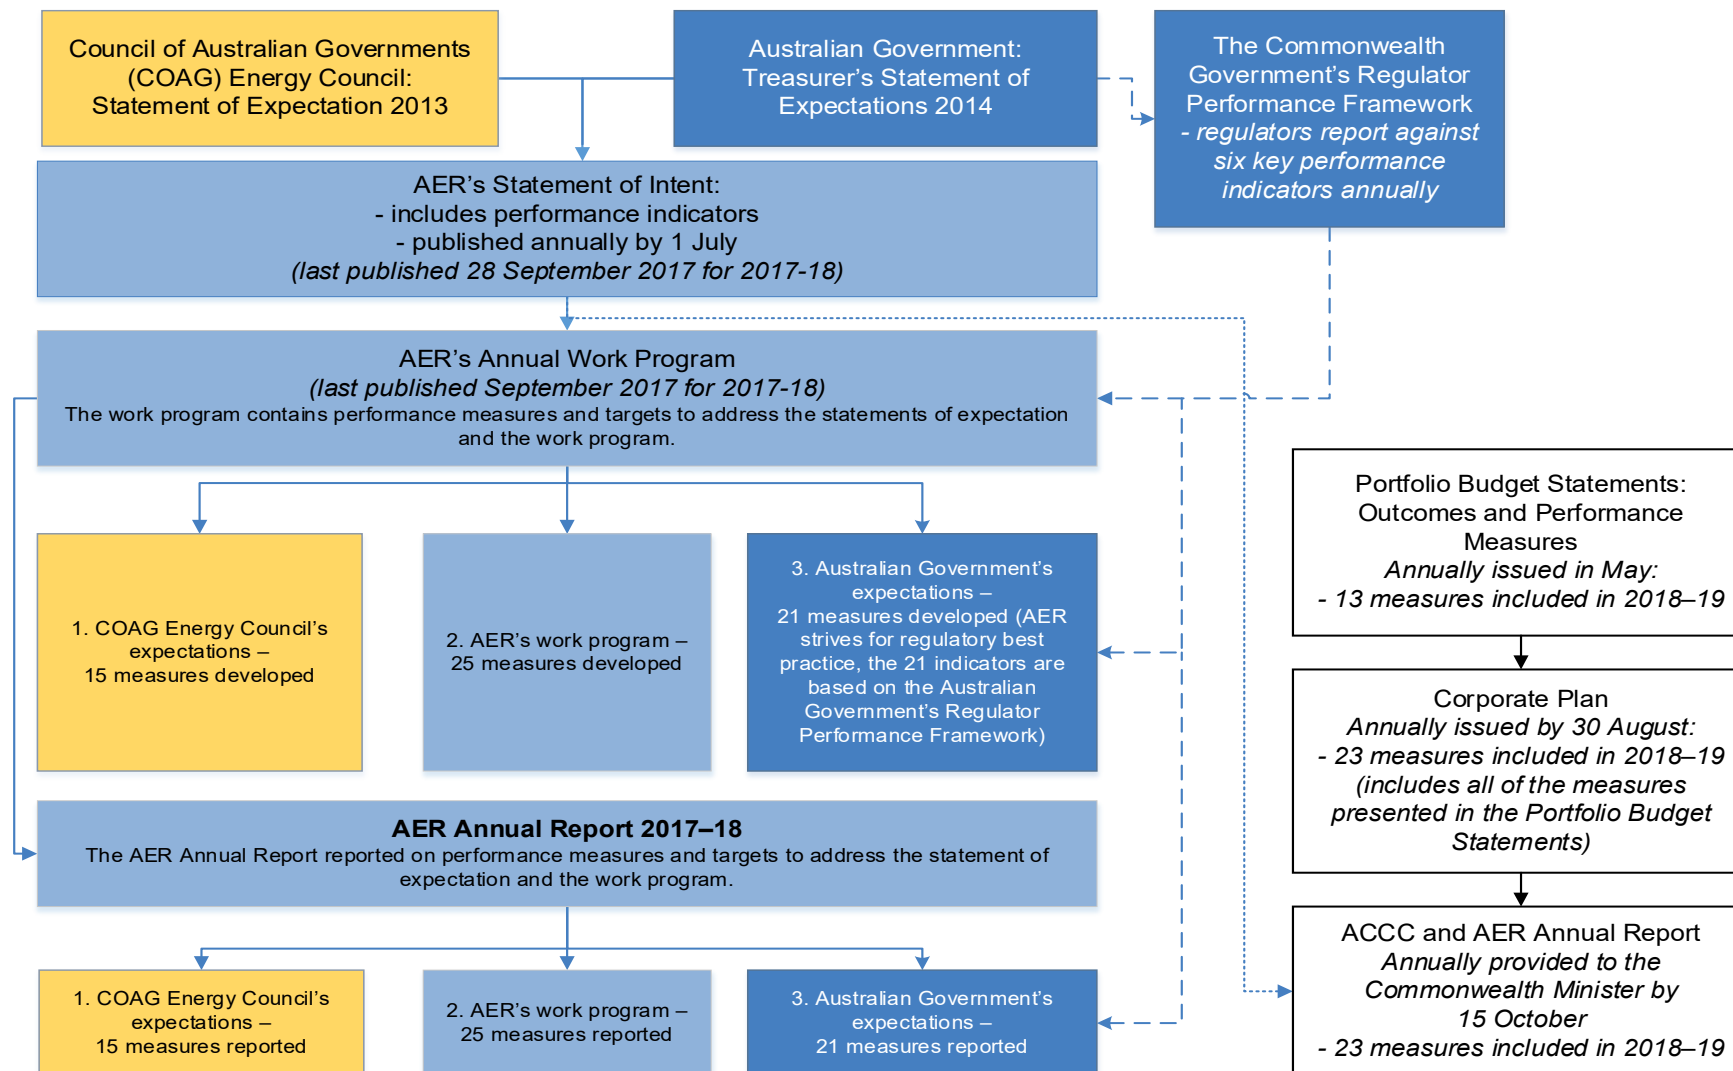 Council of Australian Governments
(COAG) Energy Council:
Statement of Expectation 2013
Australian Government:
Treasurer’s Statement of
Expectations 2014
The Commonwealth
Government’s Regulator
Performance Framework
- regulators report against
six key performance
indicators annually
AER’s Statement of Intent:
- includes performance indicators
- published annually by 1 July
(last published 28 September 2017 for 2017-18)
AER’s Annual Work Program
(last published September 2017 for 2017-18)
The work program contains performance measures and targets to address the statements of expectation
and the work program.
1. COAG Energy Council’s
expectations –
15 measures developed
2. AER’s work program –
25 measures developed
3. Australian Government’s
expectations –
21 measures developed (AER
strives for regulatory best
practice, the 21 indicators are
based on the Australian
Government’s Regulator
Performance Framework)
AER Annual Report 2017–18
The AER Annual Report reported on performance measures and targets to address the statement of
expectation and the work program.
1. COAG Energy Council’s
expectations –
15 measures reported
2. AER’s work program –
25 measures reported
3. Australian Government’s
expectations –
21 measures reported
Portfolio Budget Statements:
Outcomes and Performance
Measures
Annually issued in May:
- 13 measures included in 2018–19
Corporate Plan
Annually issued by 30 August:
- 23 measures included in 2018–19
(includes all of the measures
presented in the Portfolio Budget
Statements)
ACCC and AER Annual Report
Annually provided to the
Commonwealth Minister by
15 October
- 23 measures included in 2018–19